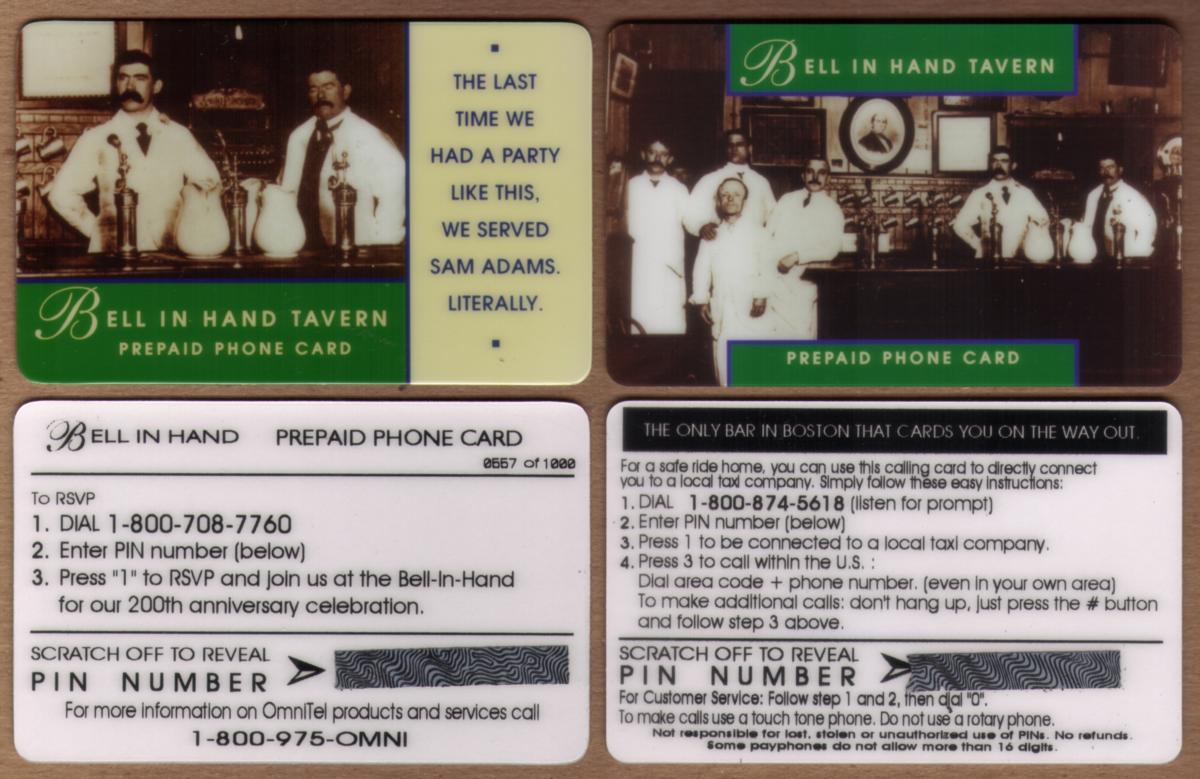 BELL IN HAND TAVERN
PREPAID PHONE CARD
THE LAST
TIME WE
HAD A PARTY
LIKE THIS,
WE SERVED
SAM ADAMS.
LITERALLY.
BELL IN HAND TAVERN
PREPAID PHONE CARD
BELL IN HAND PREPAID PHONE CARD
0557 of 1000
TO RSVP
1. DIAL 1-800-708-7760
2. Enter PIN number (below)
3. Press "1" to RSVP and join us at the Bell-In-Hand
for our 200th anniversary celebration.
SCRATCH OFF TO REVEAL
PIN NUMBER
For more information on OmniTel products and services call
1-800-975-OMNI
THE ONLY BAR IN BOSTON THAT CARDS YOU ON THE WAY OUT.
For a safe ride home, you can use this calling card to directly connect
you to a local taxi company. Simply follow these easy instructions:
1. DIAL 1-800-874-5618 (listen for prompt)
2. Enter PIN number (below)
3. Press 1 to be connected to a local taxi company.
4. Press 3 to call within the U.S. :
Dial area code + phone number. (even in your own area)
To make additional calls: don't hang up, just press the # button
and follow step 3 above.
SCRATCH OFF TO REVEAL
PIN NUMBER
For Customer Service: Follow step 1 and 2, then dial "0".
To make calls use a touch tone phone. Do not use a rotary phone.
Not responsible for lost, stolen or unauthorized use of PINs. No refunds.
Some payphones do not allow more than 16 digits.